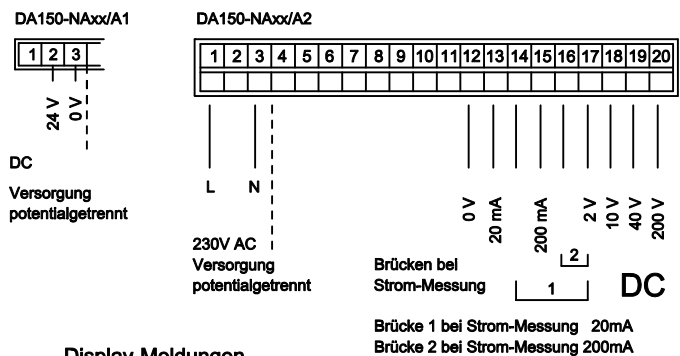 DA150-NAxx/A1
DA150-NAxx/A2
1 2 3
1 2 3 4 5 6 7 8 9 10 11 12 13 14 15 16 17 18 19 20
24 V
0 V
DC
Versorgung
potentialgetrennt
L N
230V AC
Versorgung
potentialgetrennt
0 V
20 mA
200 mA
2 V
10 V
40 V
200 V
Brücken bei
Strom-Messung
2
1
DC
Brücke 1 bei Strom-Messung 20mA
Brücke 2 bei Strom-Messung 200mA
Display Meldungen